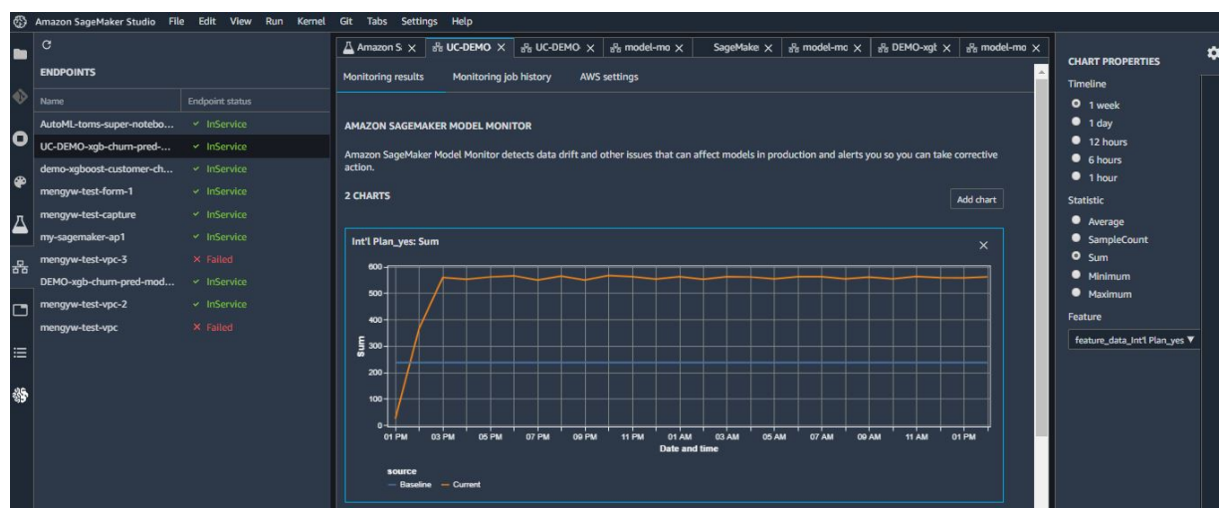 Amazon SageMaker Studio File Edit View Run Kernel Git Tabs Settings Help
ENDPOINTS
Name Endpoint status
AutoML-toms-super-notebo... InService
UC-DEMO-xgb-churn-pred-... InService
demo-xgboost-customer-ch... InService
mengyw-test-form-1 InService
mengyw-test-capture InService
my-sagemaker-ap1 InService
mengyw-test-vpc-3 Failed
DEMO-xgb-churn-pred-mod... InService
mengyw-test-vpc-2 InService
mengyw-test-vpc Failed
Amazon S UC-DEMO UC-DEMO model-mo SageMake model-mc DEMO-xgt model-mo
Monitoring results Monitoring job history AWS settings
AMAZON SAGEMAKER MODEL MONITOR
Amazon SageMaker Model Monitor detects data drift and other issues that can affect models in production and alerts you so you can take corrective
action.
2 CHARTS Add chart
Int'l Plan_yes: Sum
600
500
400
300
200
100
0
sum
01 PM 03 PM 05 PM 07 PM 09 PM 11 PM 01 AM 03 AM 05 AM 07 AM 09 AM 11 AM 01 PM
Date and time
source
Baseline Current
CHART PROPERTIES
Timeline
1 week
1 day
12 hours
6 hours
1 hour
Statistic
Average
SampleCount
Sum
Minimum
Maximum
Feature
feature_data_Int'l Plan_yes